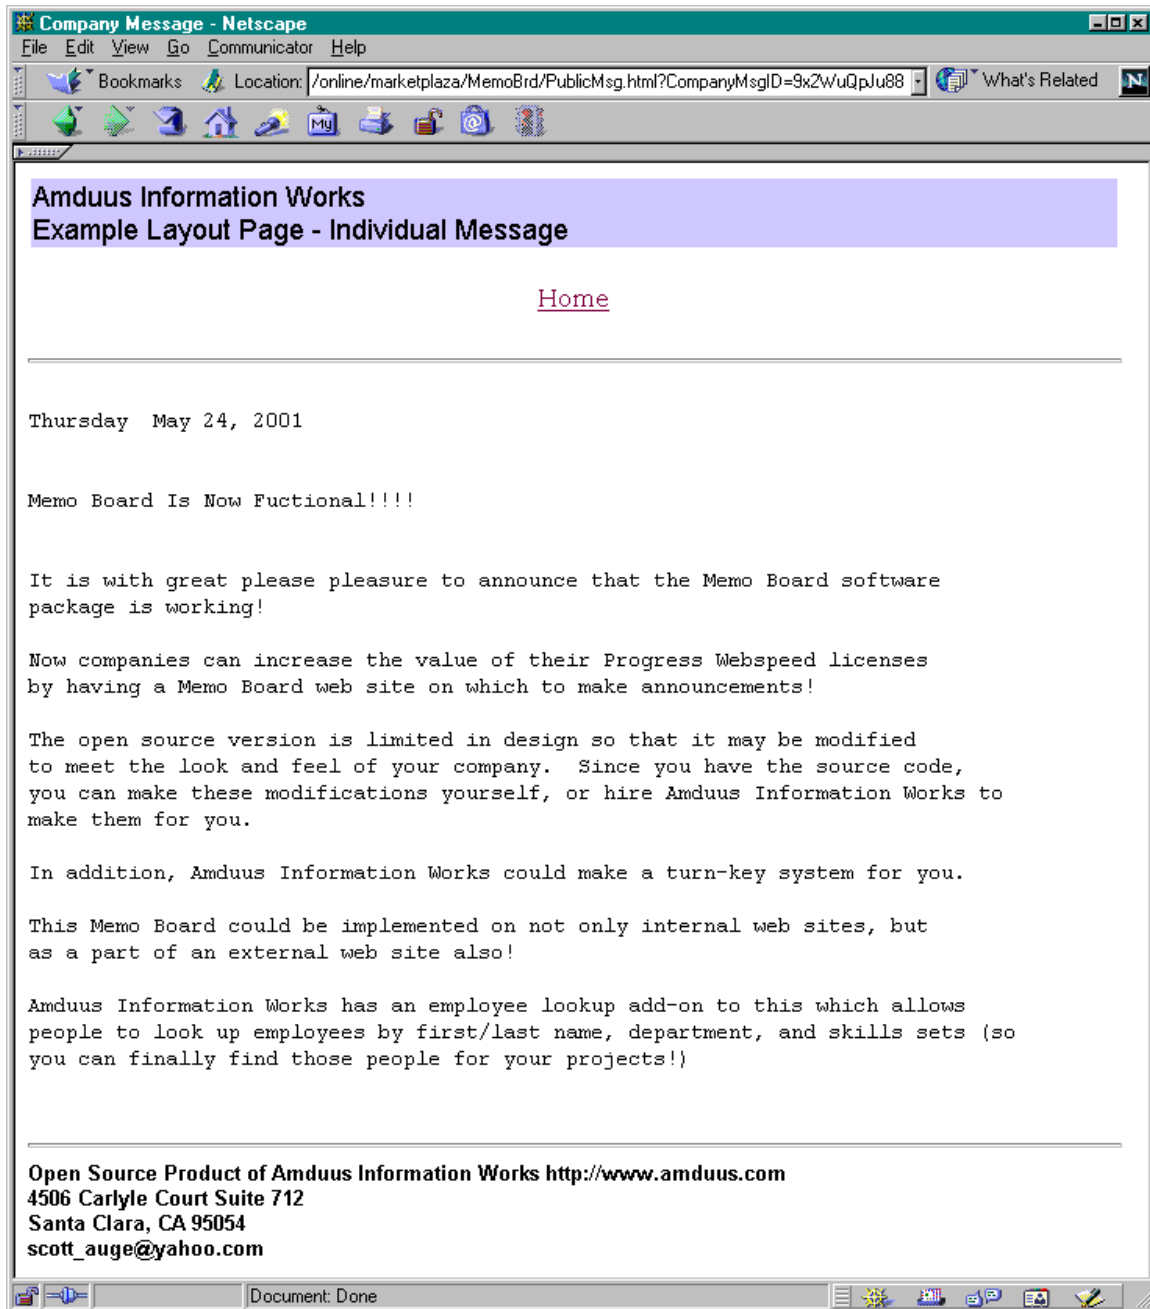 Company Message - Netscape
File Edit View Go Communicator Help
Bookmarks Location: /online/marketplaza/MemoBrd/PublicMsg.html?CompanyMsgID=9x2WuQpJu88 What's Related N
My
Amduus Information Works
Example Layout Page - Individual Message
Home
Thursday  May 24, 2001
Memo Board Is Now Fuctional!!!!
It is with great please pleasure to announce that the Memo Board software
package is working!
Now companies can increase the value of their Progress Webspeed licenses
by having a Memo Board web site on which to make announcements!
The open source version is limited in design so that it may be modified
to meet the look and feel of your company.  Since you have the source code,
you can make these modifications yourself, or hire Amduus Information Works to
make them for you.
In addition, Amduus Information Works could make a turn-key system for you.
This Memo Board could be implemented on not only internal web sites, but
as a part of an external web site also!
Amduus Information Works has an employee lookup add-on to this which allows
people to look up employees by first/last name, department, and skills sets (so
you can finally find those people for your projects!)
Open Source Product of Amduus Information Works http://www.amduus.com
4506 Carlyle Court Suite 712
Santa Clara, CA 95054
scott_auge@yahoo.com
Document: Done